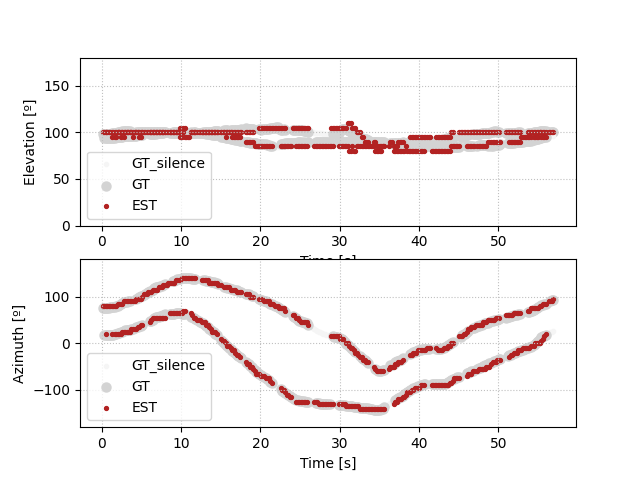 Elevation [º]
150
100
50
0
GT_silence
GT
EST
0
10
20
30
40
50
Time [s]
Azimuth [º]
100
0
−100
GT_silence
GT
EST
0
10
20
30
40
50
Time [s]